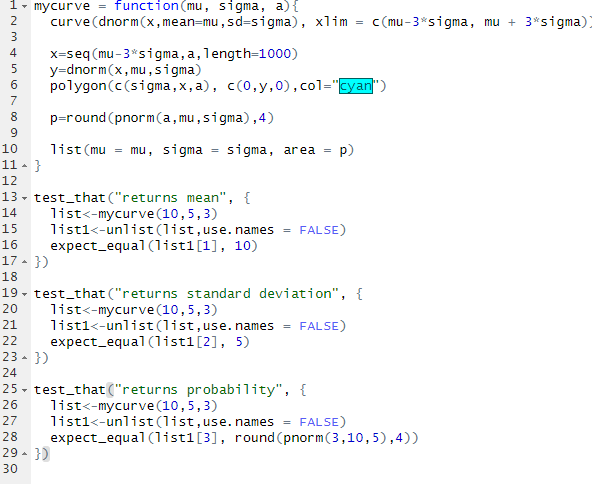 1 mycurve = function(mu, sigma, a){
2 curve(dnorm(x,mean=mu,sd=sigma), xlim = c(mu-3*sigma, mu + 3*sigma))
3
4 x=seq(mu-3*sigma,a,length=1000)
5 y=dnorm(x,mu,sigma)
6 polygon(c(sigma,x,a), c(0,y,0),col="cyan")
7
8 p=round(pnorm(a,mu,sigma),4)
9
10 list(mu = mu, sigma = sigma, area = p)
11 }
12
13 test_that("returns mean", {
14 list<-mycurve(10,5,3)
15 list1<-unlist(list,use.names = FALSE)
16 expect_equal(list1[1], 10)
17 })
18
19 test_that("returns standard deviation", {
20 list<-mycurve(10,5,3)
21 list1<-unlist(list,use.names = FALSE)
22 expect_equal(list1[2], 5)
23 })
24
25 test_that("returns probability", {
26 list<-mycurve(10,5,3)
27 list1<-unlist(list,use.names = FALSE)
28 expect_equal(list1[3], round(pnorm(3,10,5),4))
29 })
30